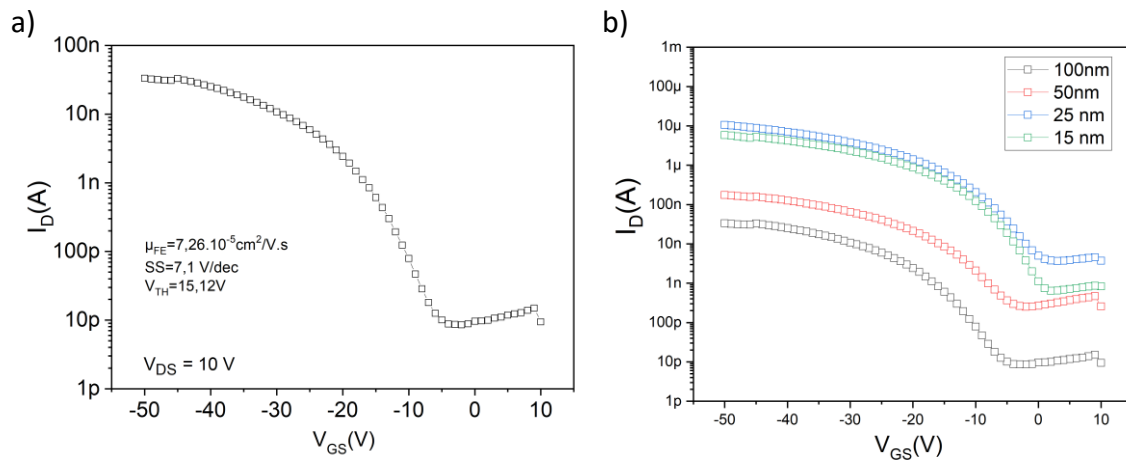 a)
100n
10n
1n
100p
10p
1p
I_D(A)
μ_FE=7,26.10⁻⁵cm²/V.s
SS=7,1 V/dec
V_TH=15,12V
V_DS = 10 V
-50 -40 -30 -20 -10 0 10
V_GS(V)
b)
1m
100µ
10µ
1µ
100n
10n
1n
100p
10p
1p
I_D(A)
100nm
50nm
25 nm
15 nm
-50 -40 -30 -20 -10 0 10
V_GS(V)